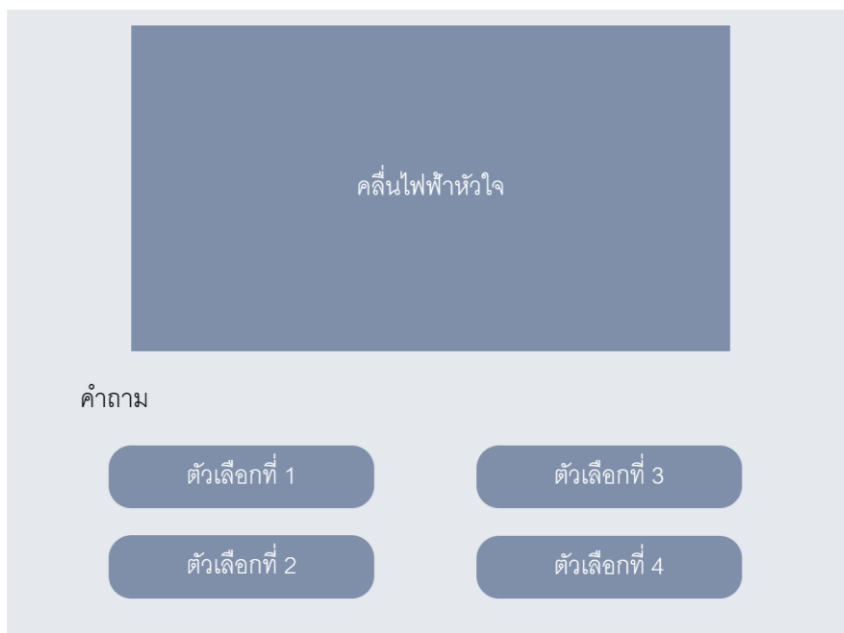 คลื่นไฟฟ้าหัวใจ
คำถาม
ตัวเลือกที่ 1
ตัวเลือกที่ 3
ตัวเลือกที่ 2
ตัวเลือกที่ 4